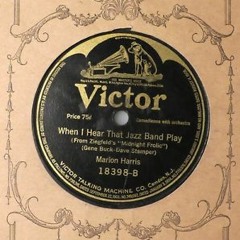 Victor
Price 75¢
Comedienne with orchestra
When I Hear That Jazz Band Play
(From Ziegfeld's "Midnight Frolic")
(Gene Buck-Dave Stamper)
Marion Harris
18398-B
VICTOR TALKING MACHINE CO. Camden, N.J.